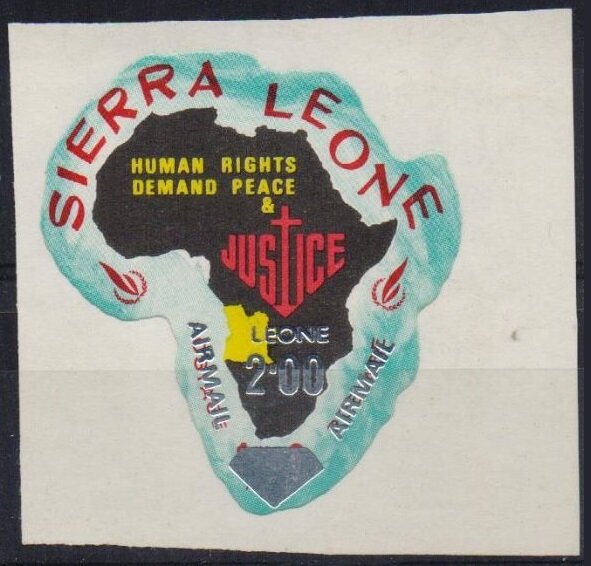 SIERRA LEONE
HUMAN RIGHTS
DEMAND PEACE
&
JUSTICE
LEONE
2·00
AIRMAIL
AIRMAIL